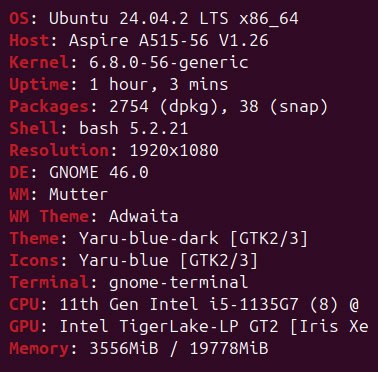 OS: Ubuntu 24.04.2 LTS x86_64
Host: Aspire A515-56 V1.26
Kernel: 6.8.0-56-generic
Uptime: 1 hour, 3 mins
Packages: 2754 (dpkg), 38 (snap)
Shell: bash 5.2.21
Resolution: 1920x1080
DE: GNOME 46.0
WM: Mutter
WM Theme: Adwaita
Theme: Yaru-blue-dark [GTK2/3]
Icons: Yaru-blue [GTK2/3]
Terminal: gnome-terminal
CPU: 11th Gen Intel i5-1135G7 (8) @
GPU: Intel TigerLake-LP GT2 [Iris Xe
Memory: 3556MiB / 19778MiB